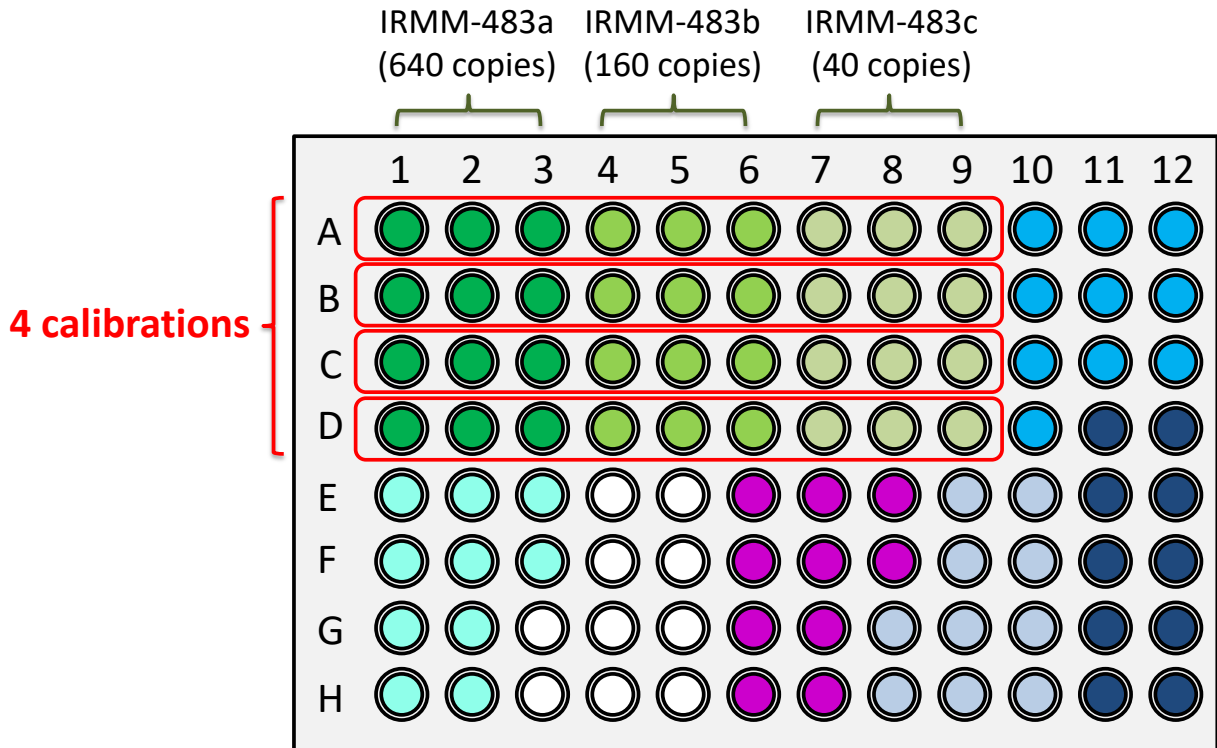 IRMM-483a IRMM-483b IRMM-483c
(640 copies) (160 copies) (40 copies)
1 2 3 4 5 6 7 8 9 10 11 12
A
B
4 calibrations
C
D
E
F
G
H